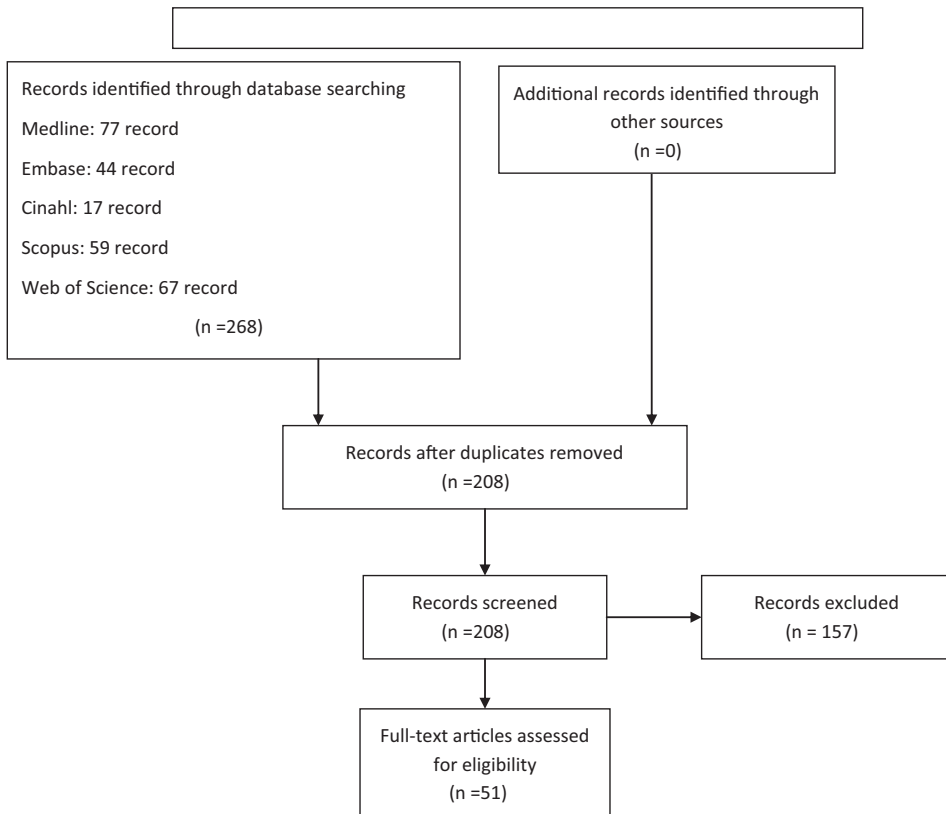 Records identified through database searching
Medline: 77 record
Embase: 44 record
Cinahl: 17 record
Scopus: 59 record
Web of Science: 67 record
(n =268)
Additional records identified through
other sources
(n =0)
Records after duplicates removed
(n =208)
Records screened
(n =208)
Records excluded
(n = 157)
Full-text articles assessed
for eligibility
(n =51)